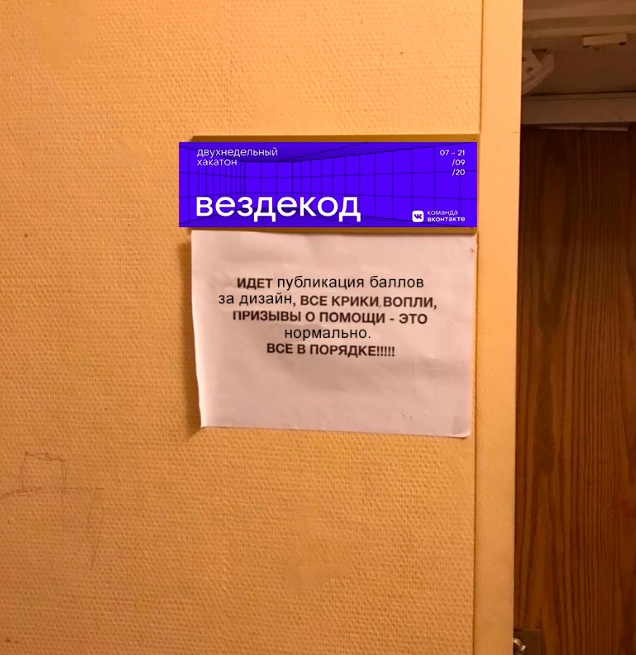 двухнедельный
хакатон
07 – 21
/09
/20
вездекод
команда
вконтакте
ИДЕТ публикация баллов
за дизайн, ВСЕ КРИКИ, ВОПЛИ,
ПРИЗЫВЫ О ПОМОЩИ - ЭТО
нормально.
ВСЕ В ПОРЯДКЕ!!!!!